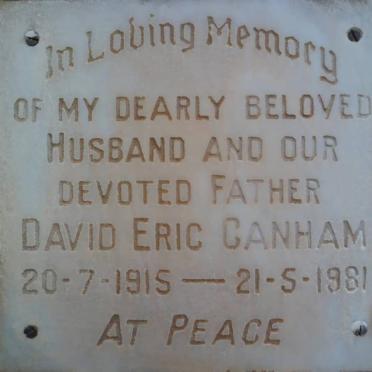 In Loving Memory
OF MY DEARLY BELOVED
HUSBAND AND OUR
DEVOTED FATHER
DAVID ERIC CANHAM
20-7-1915 — 21-5-1981
AT PEACE